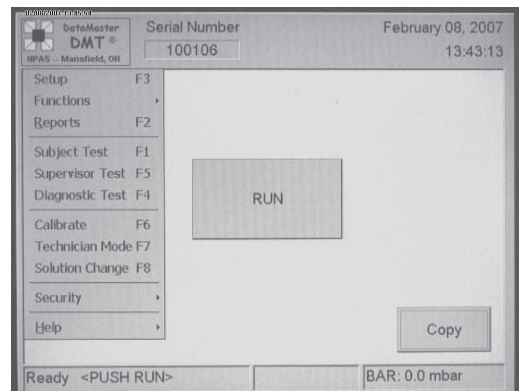 DataMaster
DMT ®
NPAS -- Mansfield, OH
Serial Number
100106
February 08, 2007
13:43:13
Setup F3
Functions
Reports F2
Subject Test F1
Supervisor Test F5
Diagnostic Test F4
Calibrate F6
Technician Mode F7
Solution Change F8
Security
Help
RUN
Copy
Ready <PUSH RUN>
BAR: 0.0 mbar